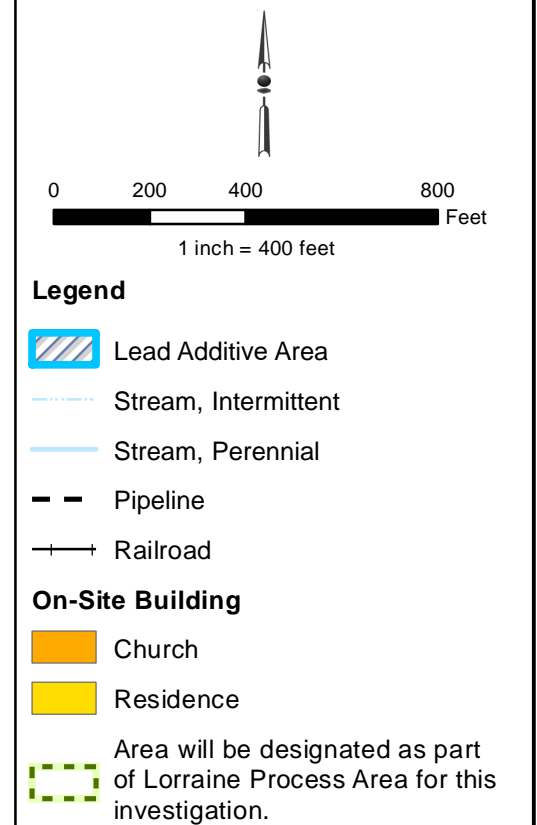 0 200 400 800
Feet
1 inch = 400 feet
Legend
Lead Additive Area
Stream, Intermittent
Stream, Perennial
Pipeline
Railroad
On-Site Building
Church
Residence
Area will be designated as part
of Lorraine Process Area for this
investigation.